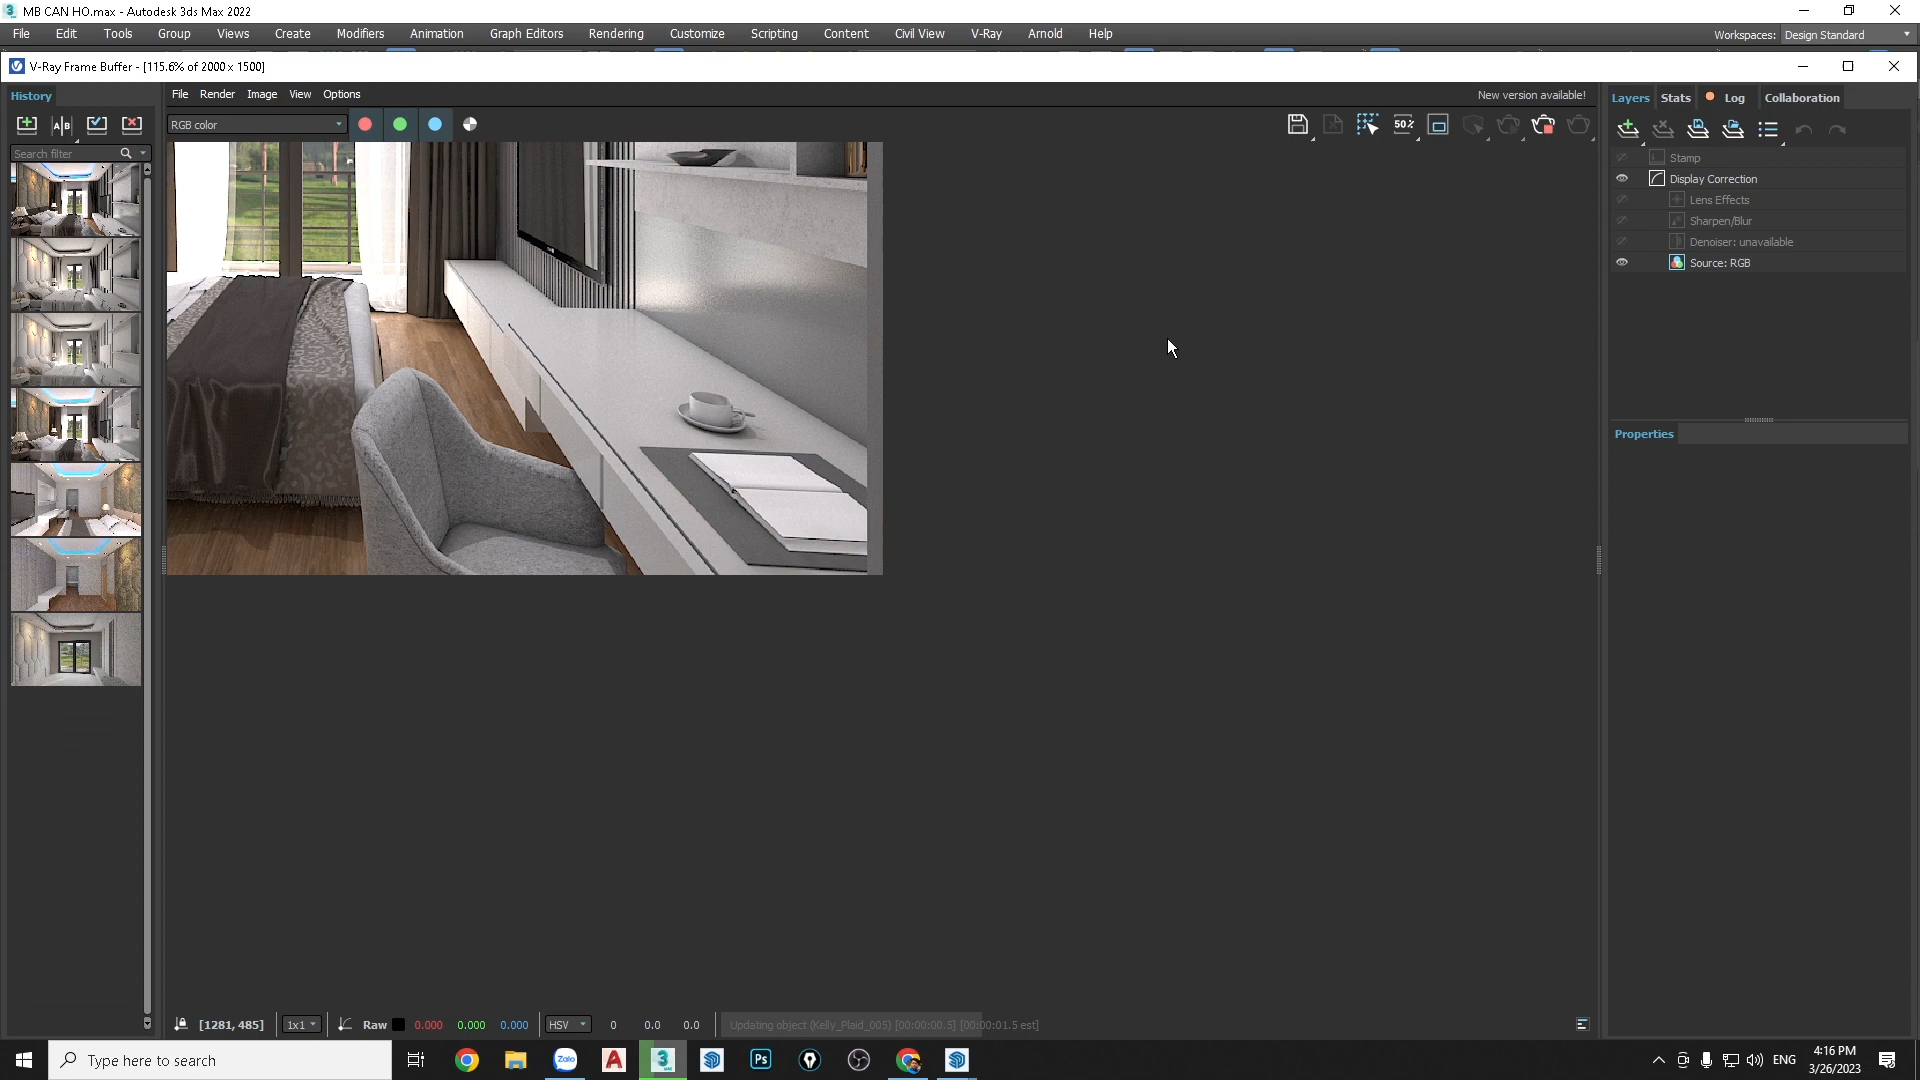 MB CAN HO.max - Autodesk 3ds Max 2022
File Edit Tools Group Views Create Modifiers Animation Graph Editors Rendering Customize Scripting Content Civil View V-Ray Arnold Help Workspaces: Design Standard
V-Ray Frame Buffer - [115.6% of 2000 x 1500]
History File Render Image View Options New version available! Layers Stats Log Collaboration
A B RGB color 50%
Search filter
Stamp
Display Correction
Lens Effects
Sharpen/Blur
Denoiser: unavailable
Source: RGB
Properties
[1281, 485] 1x1 Raw 0.000 0.000 0.000 HSV 0 0.0 0.0 Updating object (Kelly_Plaid_005) [00:00:00.5] [00:00:01.5 est]
Type here to search Zalo A 3 MAX Ps ENG 4:16 PM
3/26/2023